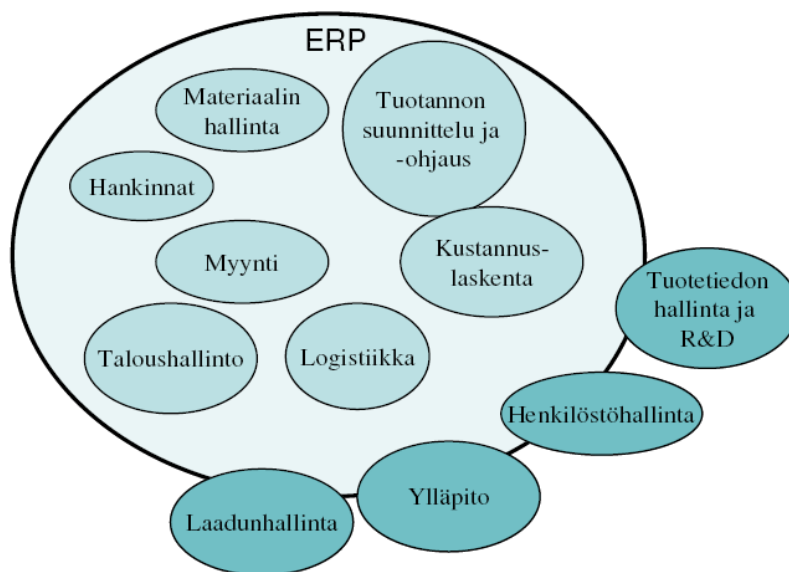 ERP
Materiaalin
hallinta
Tuotannon
suunnittelu ja
-ohjaus
Hankinnat
Myynti
Kustannus-
laskenta
Tuotetiedon
hallinta ja
R&D
Taloushallinto
Logistiikka
Henkilöstöhallinta
Ylläpito
Laadunhallinta